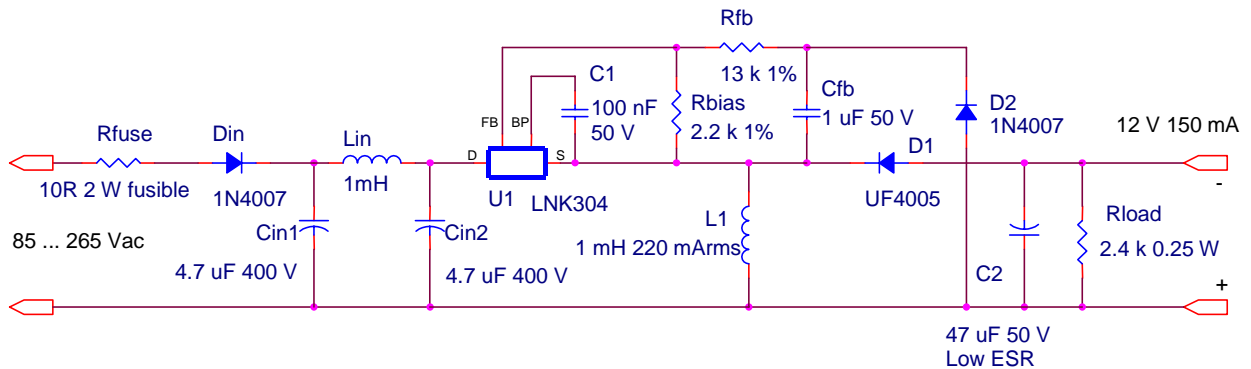 Rfb
13 k 1%
C1
100 nF
50 V
FB
BP
Rbias
2.2 k 1%
Cfb
1 uF 50 V
D2
1N4007
12 V 150 mA
-
Rfuse
10R 2 W fusible
Din
1N4007
Lin
1mH
D
S
U1
LNK304
D1
UF4005
85 ... 265 Vac
Cin1
4.7 uF 400 V
Cin2
4.7 uF 400 V
L1
1 mH 220 mArms
C2
47 uF 50 V
Low ESR
Rload
2.4 k 0.25 W
+